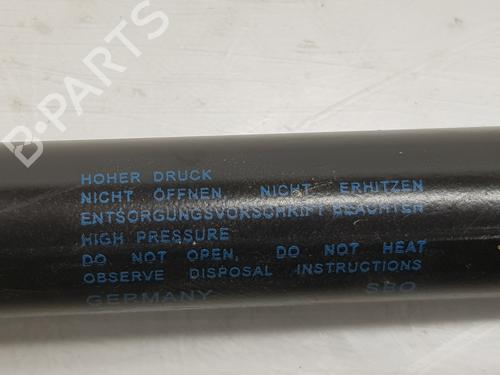 B-PARTS
HOHER DRUCK
NICHT ÖFFNEN NICHT ERHITZEN
ENTSORGUNGSVORSCHRIFT BEACHTEN
HIGH PRESSURE
DO NOT OPEN, DO NOT HEAT
OBSERVE DISPOSAL INSTRUCTIONS
GERMANY SBO